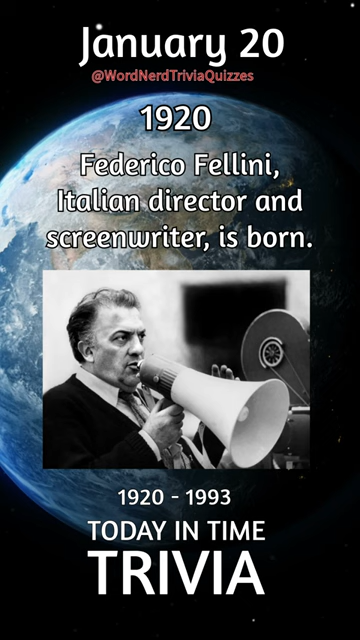 January 20
@WordNerdTriviaQuizzes
1920
Federico Fellini,
Italian director and
screenwriter, is born.
1920 - 1993
TODAY IN TIME
TRIVIA